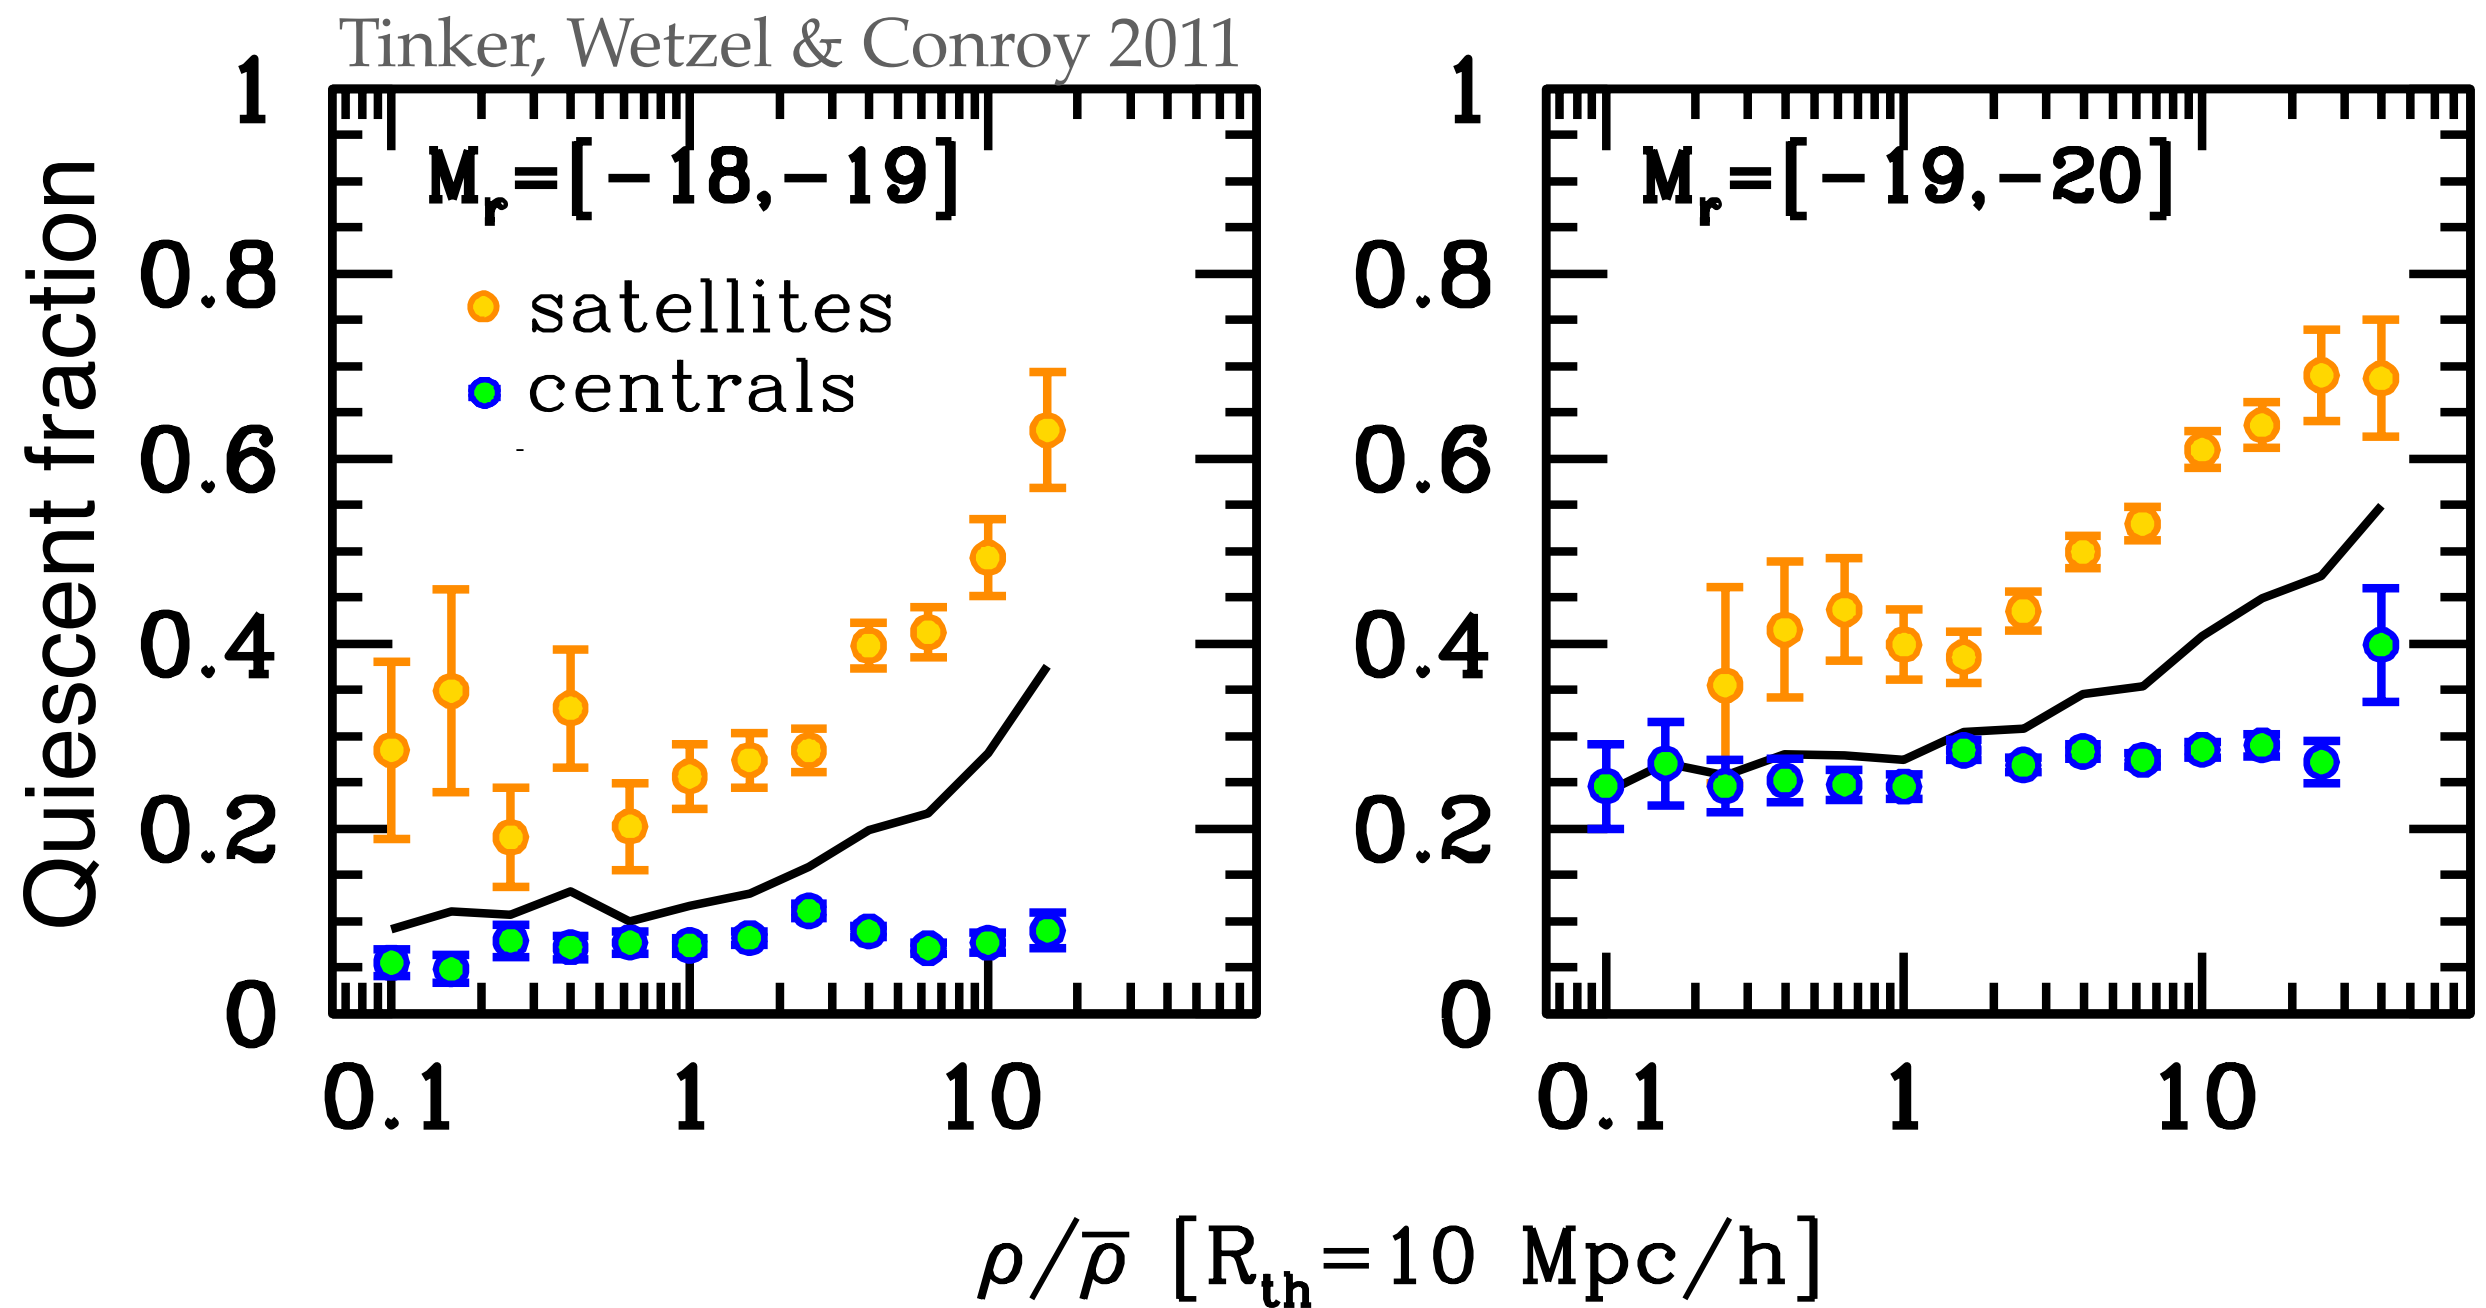 Tinker, Wetzel & Conroy 2011
Quiescent fraction
M_r=[-18,-19]
satellites
centrals
1
0.8
0.6
0.4
0.2
0
0.1 1 10
M_r=[-19,-20]
1
0.8
0.6
0.4
0.2
0
0.1 1 10
ρ/ρ̅ [R_th=10 Mpc/h]